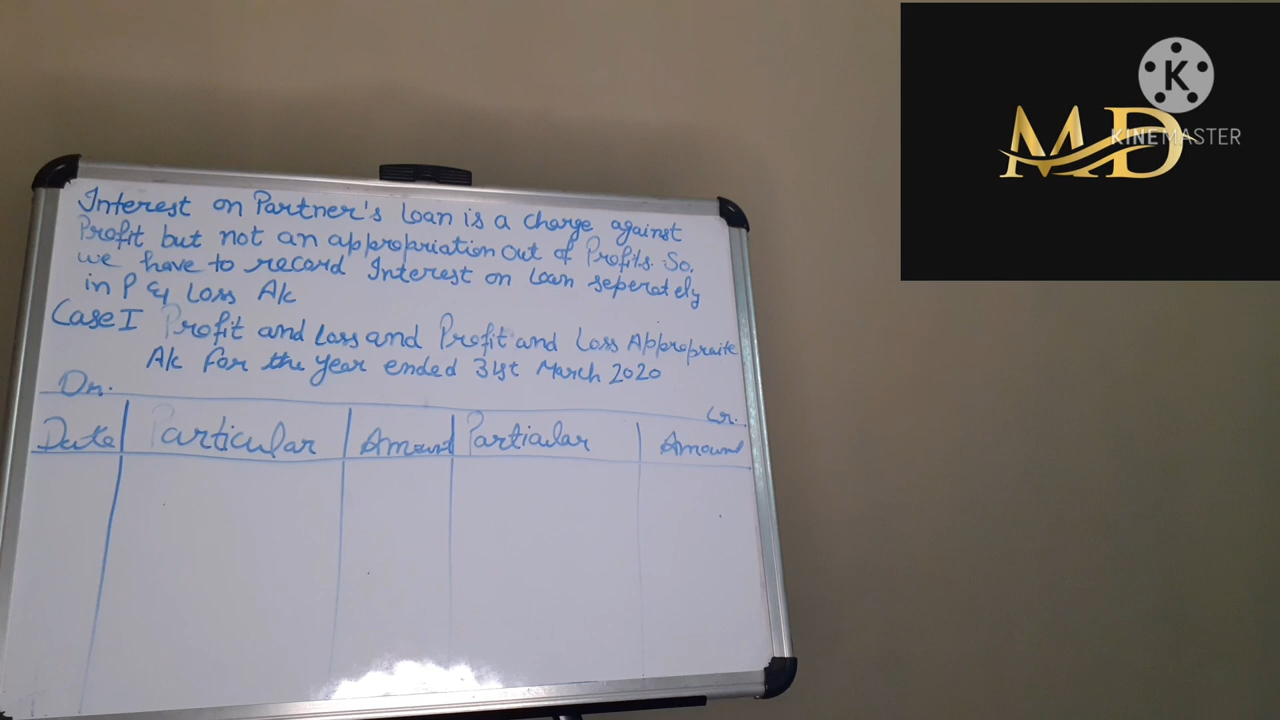 Interest on Partner's Loan is a charge against
Profit but not an appropriation out of Profits. So,
we have to record Interest on Loan seperately
in P & Loss A/c
Case I Profit and Loss and Profit and Loss Appropraite
A/c for the year ended 31st March 2020
Dr.
Cr.
Date Particular Amount Particular Amount
MD
K
KINEMASTER